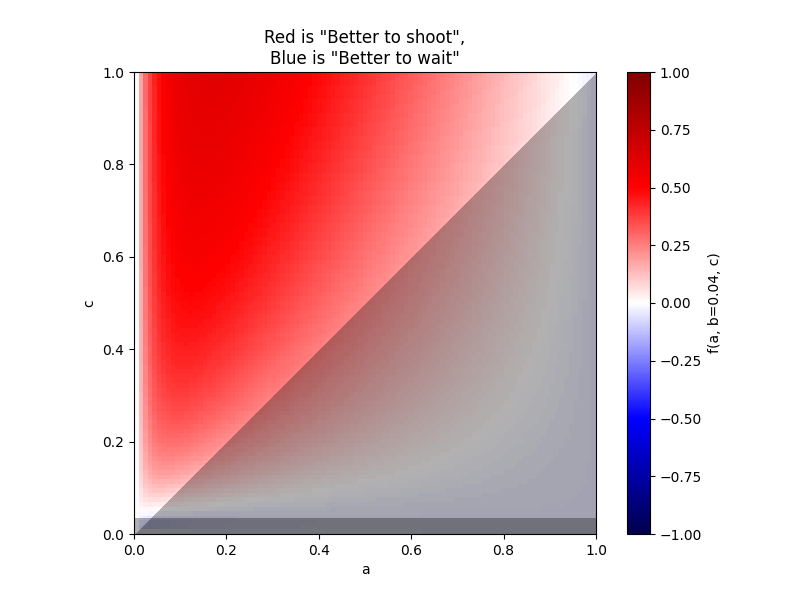 Red is "Better to shoot",
Blue is "Better to wait"
1.0
0.8
0.6
0.4
0.2
0.0
c
0.0 0.2 0.4 0.6 0.8 1.0
a
1.00
0.75
0.50
0.25
0.00
−0.25
−0.50
−0.75
−1.00
f(a, b=0.04, c)